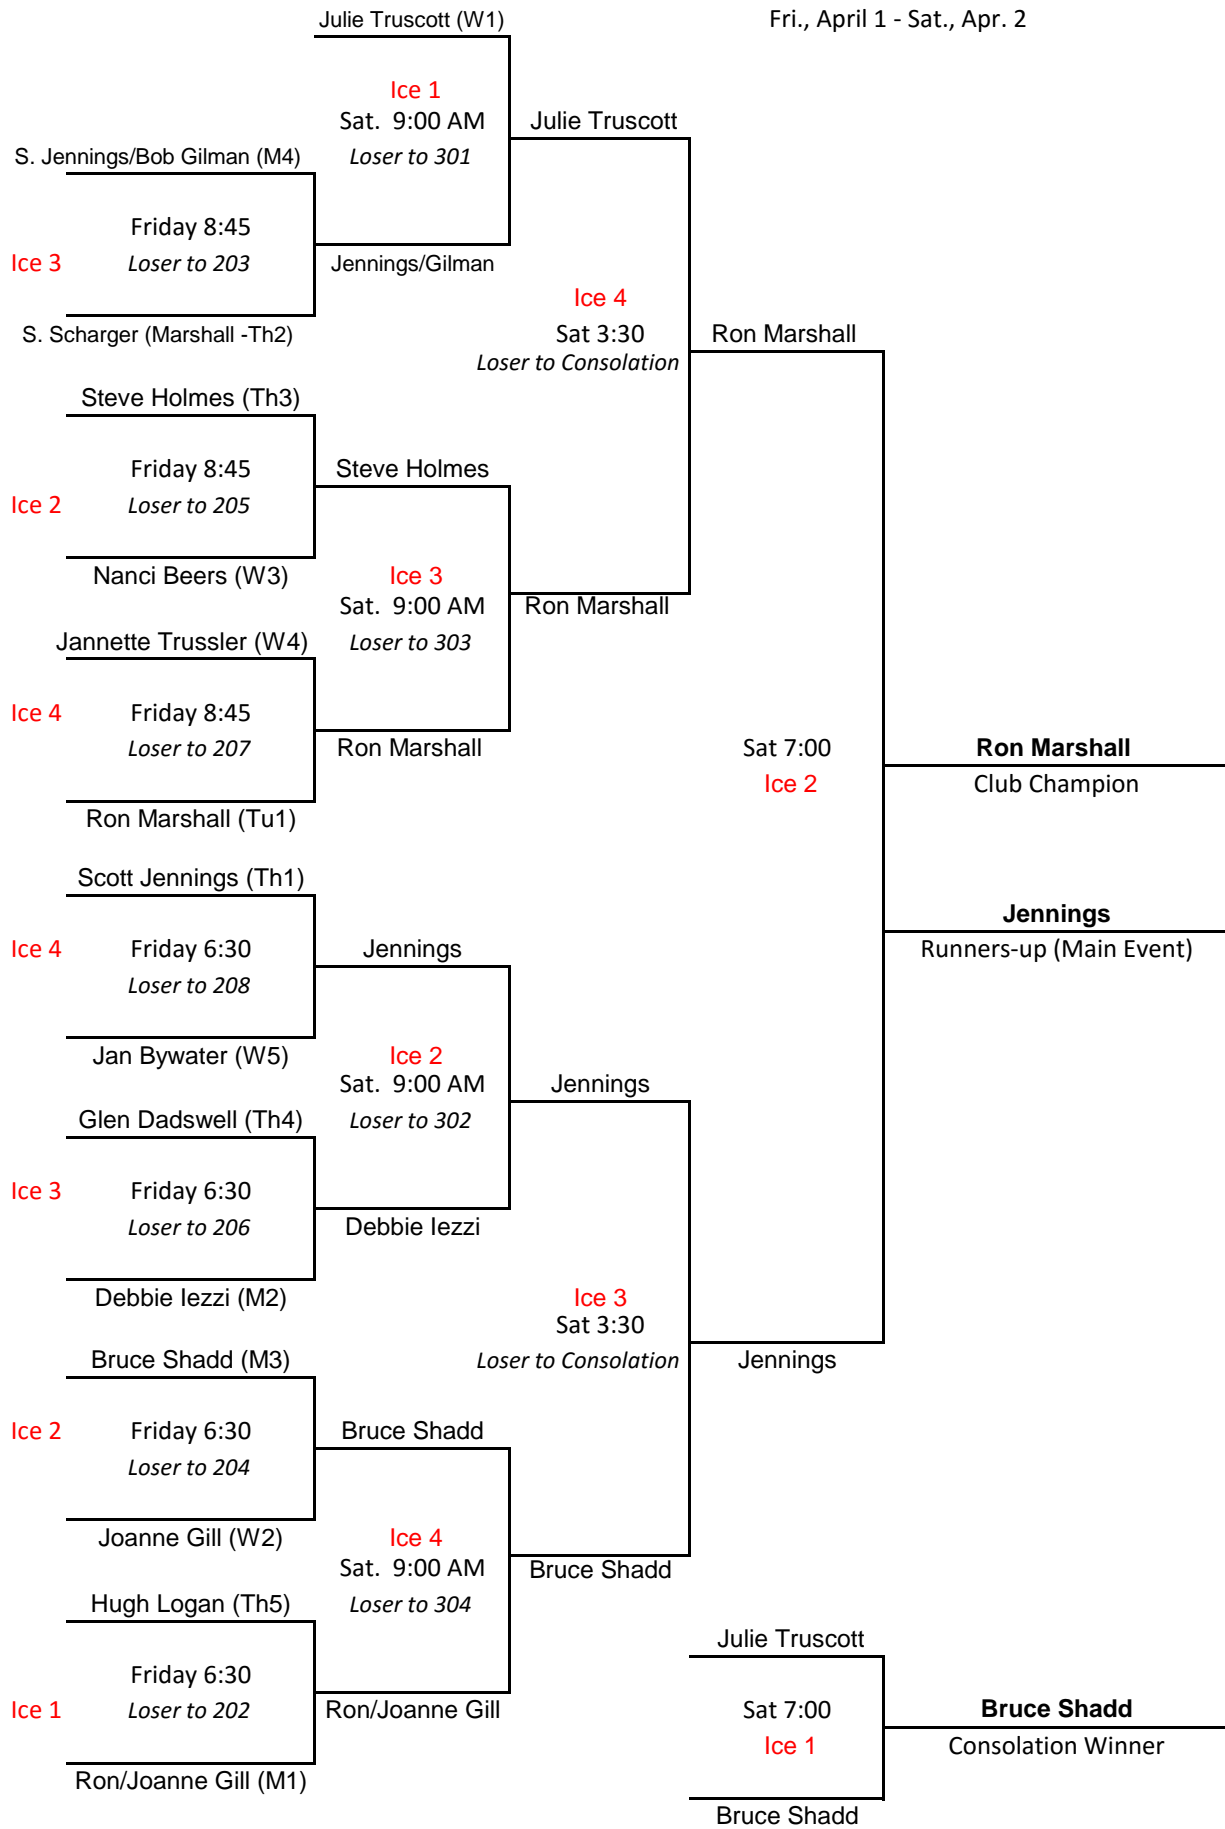 Julie Truscott (W1)
Fri., April 1 - Sat., Apr. 2
Ice 1
Sat.  9:00 AM
Julie Truscott
S. Jennings/Bob Gilman (M4)
Loser to 301
Friday 8:45
Ice 3
Loser to 203
Jennings/Gilman
Ice 4
S. Scharger (Marshall -Th2)
Sat 3:30
Ron Marshall
Loser to Consolation
Steve Holmes (Th3)
Friday 8:45
Steve Holmes
Ice 2
Loser to 205
Nanci Beers (W3)
Ice 3
Sat.  9:00 AM
Ron Marshall
Jannette Trussler (W4)
Loser to 303
Ice 4
Friday 8:45
Loser to 207
Ron Marshall
Sat 7:00
Ron Marshall
Ice 2
Club Champion
Ron Marshall (Tu1)
Scott Jennings (Th1)
Jennings
Ice 4
Friday 6:30
Jennings
Runners-up (Main Event)
Loser to 208
Jan Bywater (W5)
Ice 2
Sat.  9:00 AM
Jennings
Glen Dadswell (Th4)
Loser to 302
Ice 3
Friday 6:30
Loser to 206
Debbie Iezzi
Debbie Iezzi (M2)
Ice 3
Sat 3:30
Bruce Shadd (M3)
Loser to Consolation
Jennings
Ice 2
Friday 6:30
Bruce Shadd
Loser to 204
Joanne Gill (W2)
Ice 4
Sat.  9:00 AM
Bruce Shadd
Hugh Logan (Th5)
Loser to 304
Julie Truscott
Friday 6:30
Ice 1
Loser to 202
Ron/Joanne Gill
Sat 7:00
Bruce Shadd
Ice 1
Consolation Winner
Ron/Joanne Gill (M1)
Bruce Shadd